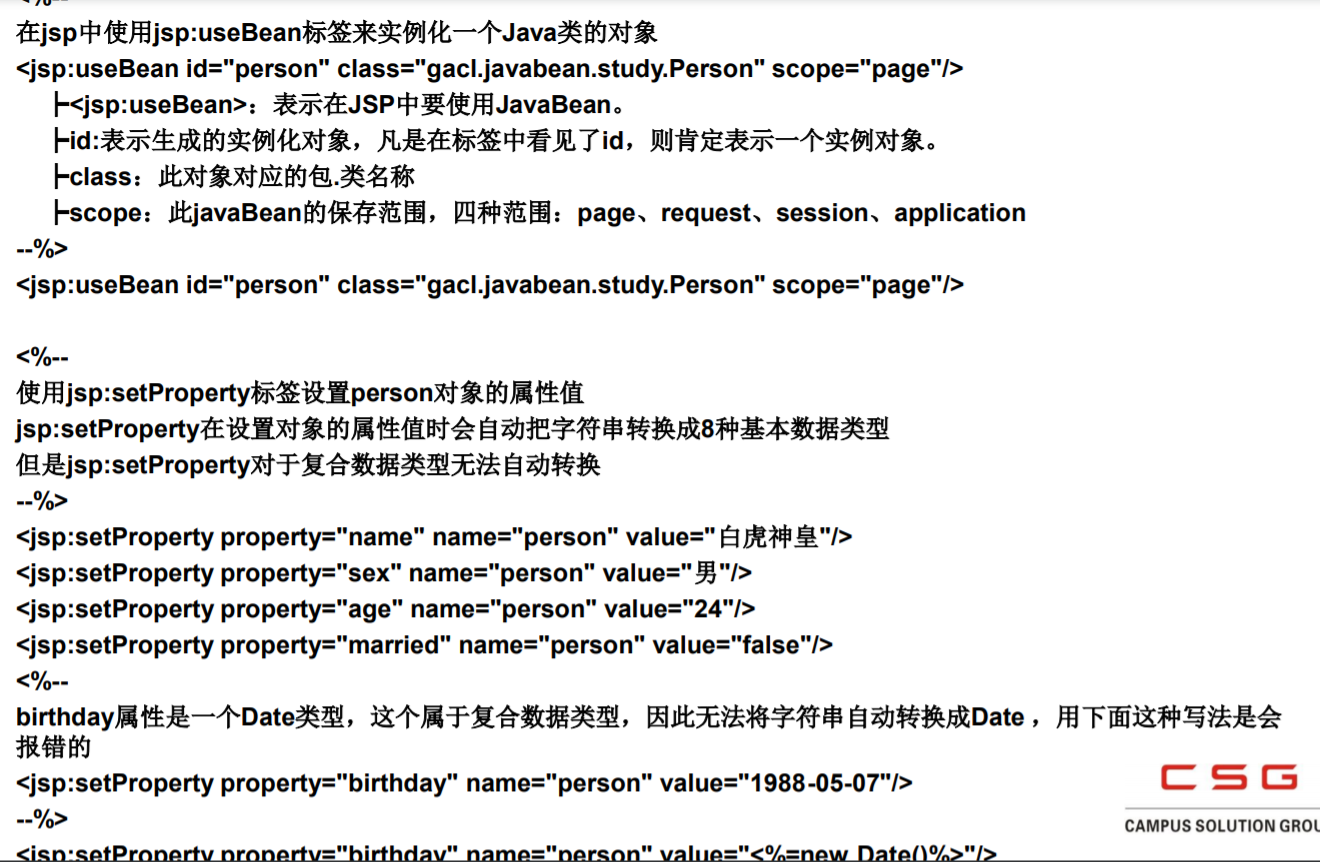 <%--
在jsp中使用jsp:useBean标签来实例化一个Java类的对象
<jsp:useBean id="person" class="gacl.javabean.study.Person" scope="page"/>
┝<jsp:useBean>：表示在JSP中要使用JavaBean。
┝id:表示生成的实例化对象，凡是在标签中看见了id，则肯定表示一个实例对象。
┝class：此对象对应的包.类名称
┝scope：此javaBean的保存范围，四种范围：page、request、session、application
--%>
<jsp:useBean id="person" class="gacl.javabean.study.Person" scope="page"/>
<%--
使用jsp:setProperty标签设置person对象的属性值
jsp:setProperty在设置对象的属性值时会自动把字符串转换成8种基本数据类型
但是jsp:setProperty对于复合数据类型无法自动转换
--%>
<jsp:setProperty property="name" name="person" value="白虎神皇"/>
<jsp:setProperty property="sex" name="person" value="男"/>
<jsp:setProperty property="age" name="person" value="24"/>
<jsp:setProperty property="married" name="person" value="false"/>
<%--
birthday属性是一个Date类型，这个属于复合数据类型，因此无法将字符串自动转换成Date ，用下面这种写法是会
报错的
<jsp:setProperty property="birthday" name="person" value="1988-05-07"/>
--%>
<jsp:setProperty property="birthday" name="person" value="<%=new Date()%>"/>
CSG
CAMPUS SOLUTION GROU